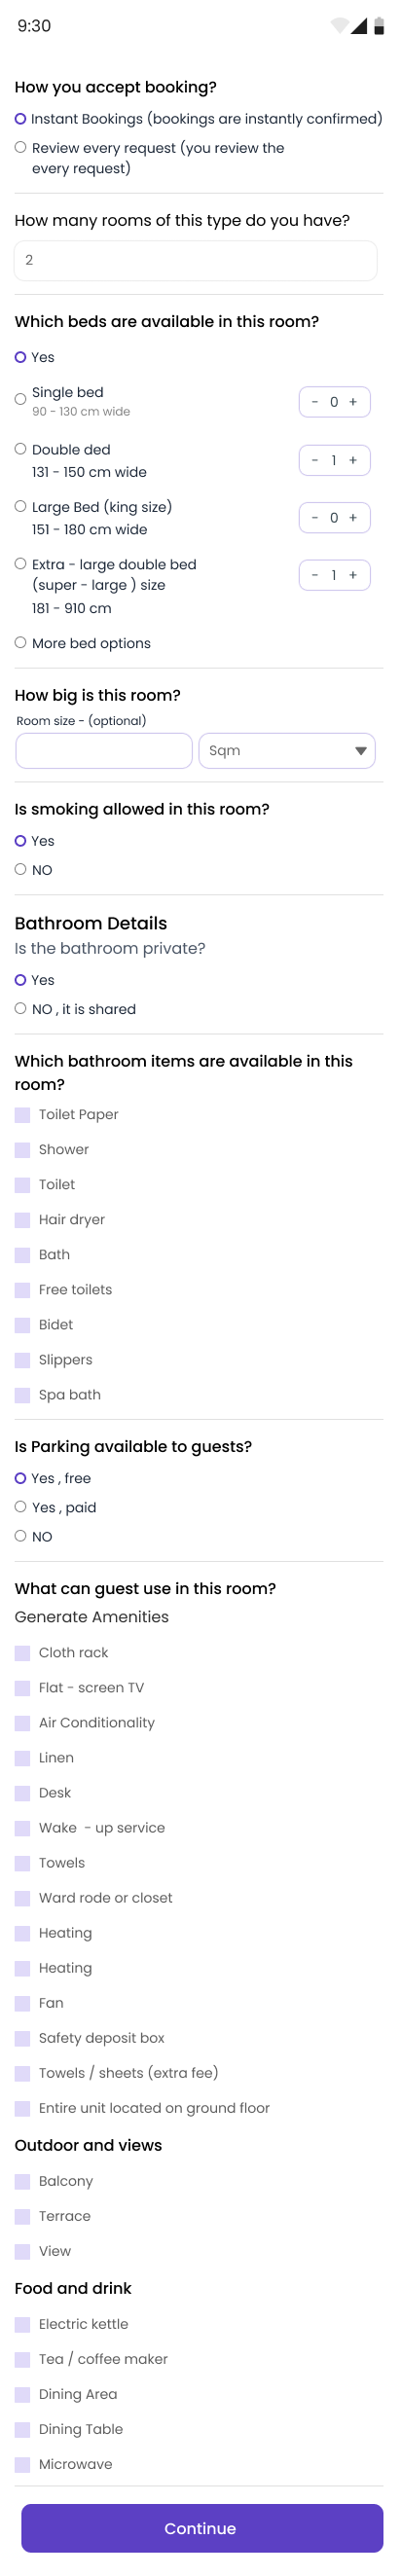 9:30
How you accept booking?
Instant Bookings (bookings are instantly confirmed)
Review every request (you review the
every request)
How many rooms of this type do you have?
2
Which beds are available in this room?
Yes
Single bed
90 - 130 cm wide
- 0 +
Double ded
131 - 150 cm wide
- 1 +
Large Bed (king size)
151 - 180 cm wide
- 0 +
Extra - large double bed
(super - large ) size
181 - 910 cm
- 1 +
More bed options
How big is this room?
Room size - (optional)
Sqm
Is smoking allowed in this room?
Yes
NO
Bathroom Details
Is the bathroom private?
Yes
NO , it is shared
Which bathroom items are available in this
room?
Toilet Paper
Shower
Toilet
Hair dryer
Bath
Free toilets
Bidet
Slippers
Spa bath
Is Parking available to guests?
Yes , free
Yes , paid
NO
What can guest use in this room?
Generate Amenities
Cloth rack
Flat - screen TV
Air Conditionality
Linen
Desk
Wake - up service
Towels
Ward rode or closet
Heating
Heating
Fan
Safety deposit box
Towels / sheets (extra fee)
Entire unit located on ground floor
Outdoor and views
Balcony
Terrace
View
Food and drink
Electric kettle
Tea / coffee maker
Dining Area
Dining Table
Microwave
Continue